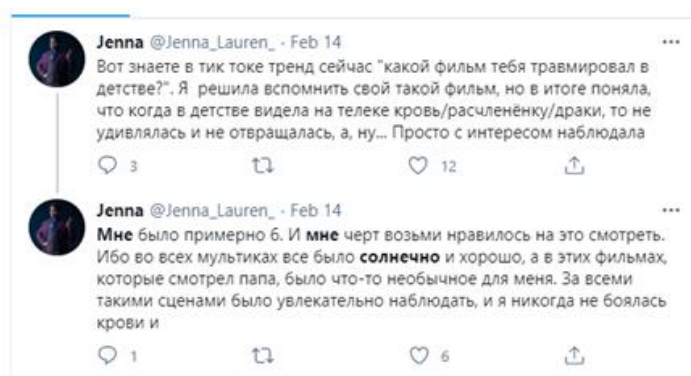 Jenna @Jenna_Lauren_ · Feb 14
Вот знаете в тик токе тренд сейчас "какой фильм тебя травмировал в
детстве?". Я решила вспомнить свой такой фильм, но в итоге поняла,
что когда в детстве видела на телеке кровь/расчленёнку/драки, то не
удивлялась и не отвращалась, а, ну... Просто с интересом наблюдала
3 12
Jenna @Jenna_Lauren_ · Feb 14
Мне было примерно 6. И мне черт возьми нравилось на это смотреть.
Ибо во всех мультиках все было солнечно и хорошо, а в этих фильмах,
которые смотрел папа, было что-то необычное для меня. За всеми
такими сценами было увлекательно наблюдать, и я никогда не боялась
крови и
1 6